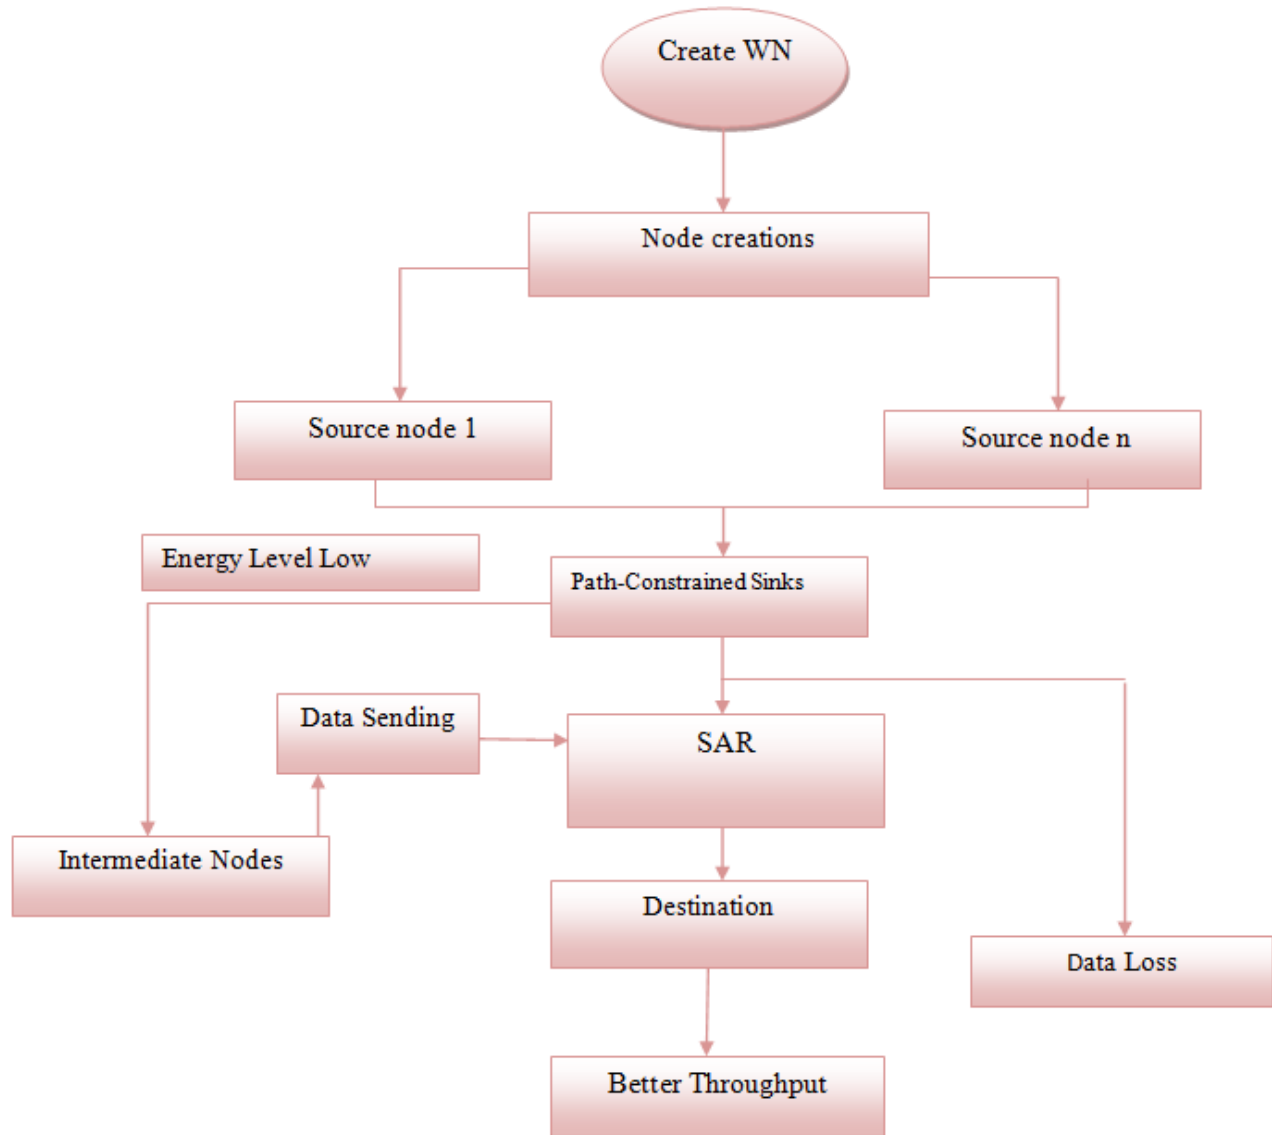 Create WN
Node creations
Source node 1
Source node n
Energy Level Low
Path-Constrained Sinks
Data Sending
SAR
Intermediate Nodes
Destination
Data Loss
Better Throughput